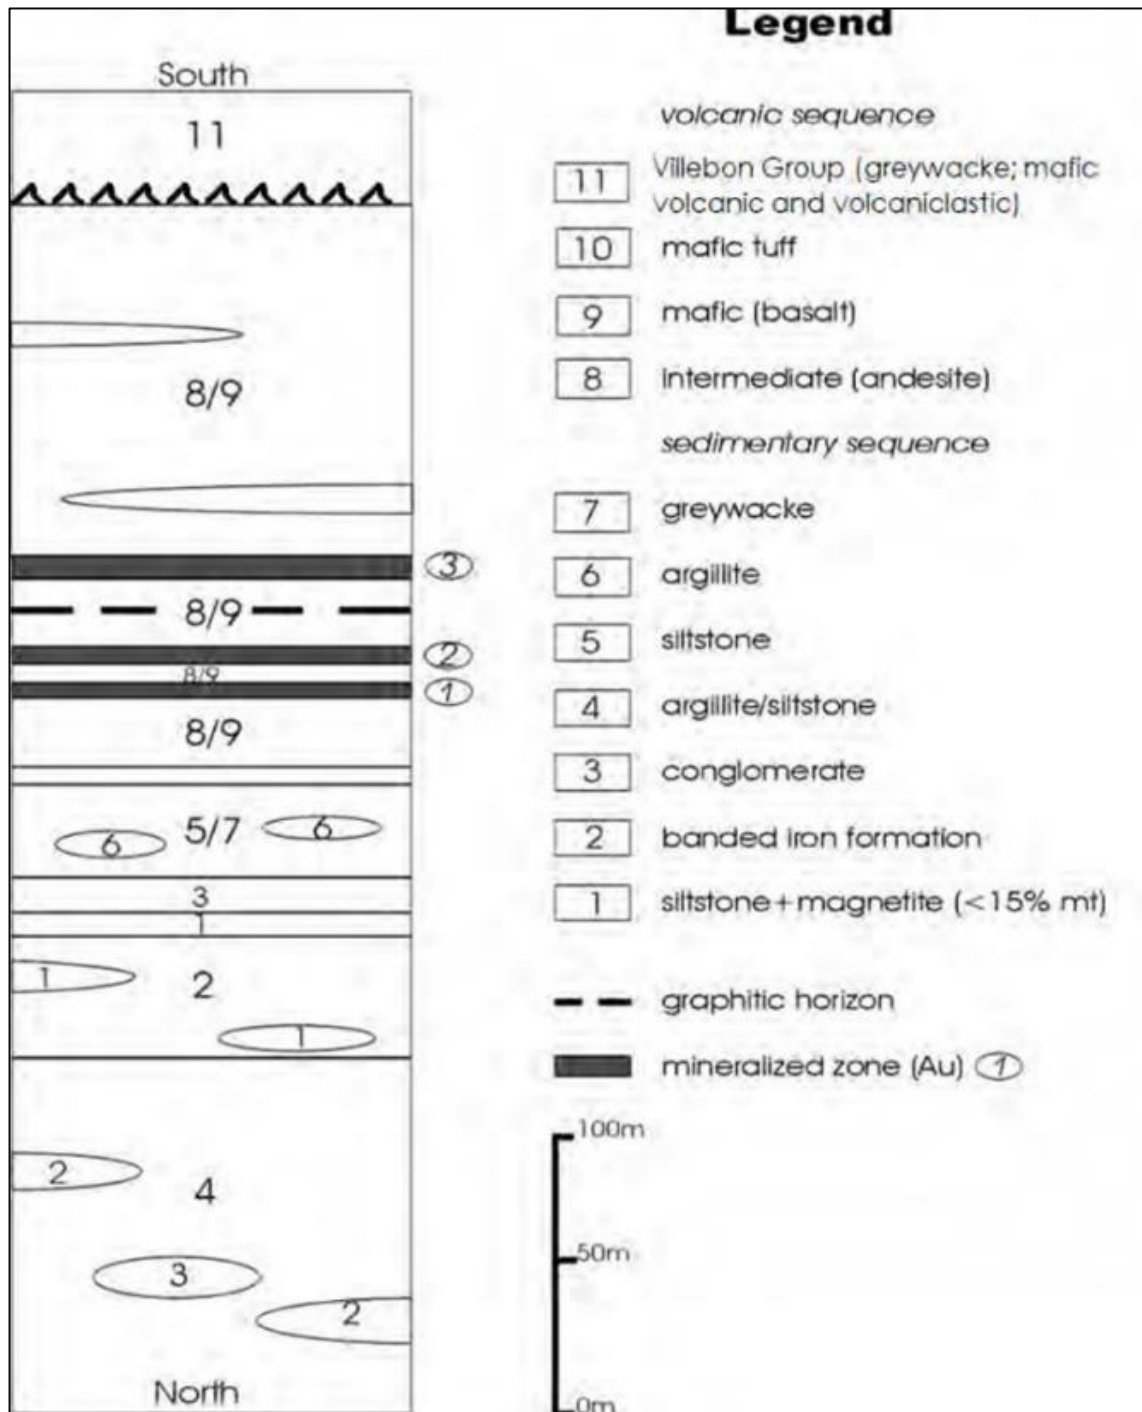 Legend
South
11
8/9
3
8/9
2
8/9
1
8/9
5/7
6
6
3
1
1
2
1
2
4
3
2
North
volcanic sequence
11 Villebon Group (greywacke; mafic
volcanic and volcaniclastic)
10 mafic tuff
9 mafic (basalt)
8 intermediate (andesite)
sedimentary sequence
7 greywacke
6 argillite
5 siltstone
4 argillite/siltstone
3 conglomerate
2 banded iron formation
1 siltstone+magnetite (<15% mt)
graphitic horizon
mineralized zone (Au) 1
100m
50m
0m